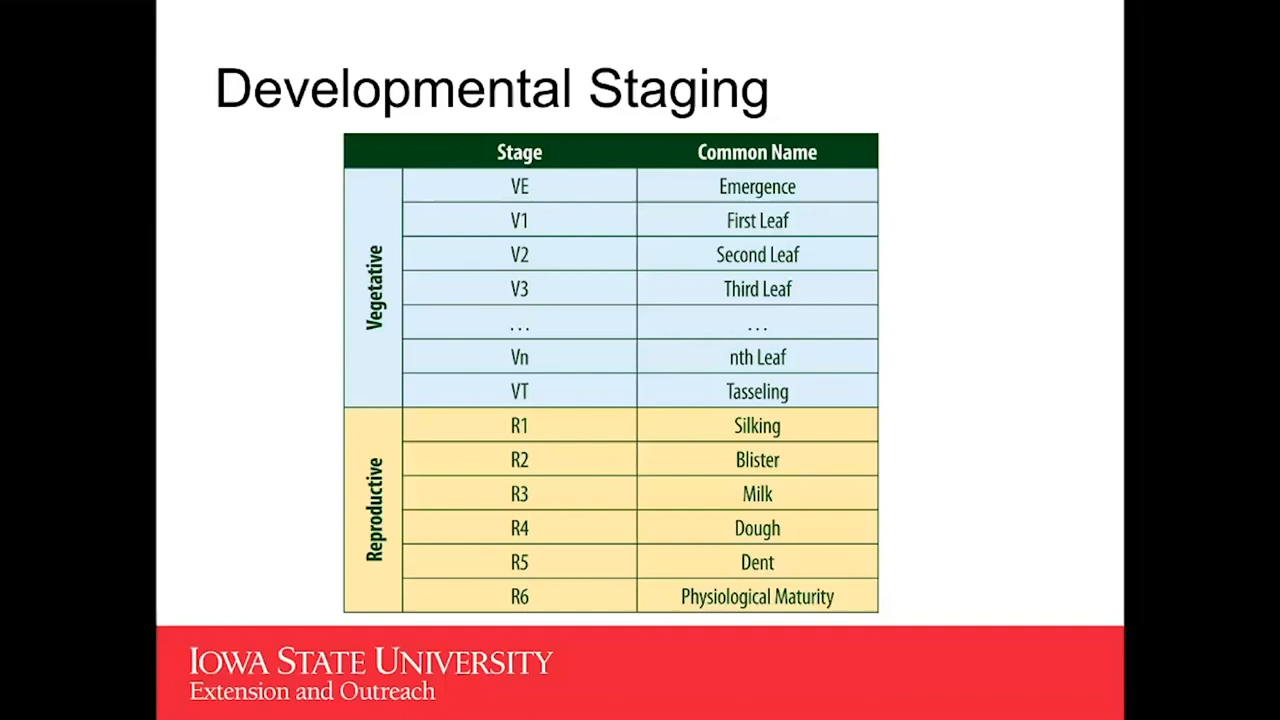 Developmental Staging
Stage Common Name
Vegetative
VE Emergence
V1 First Leaf
V2 Second Leaf
V3 Third Leaf
... ...
Vn nth Leaf
VT Tasseling
Reproductive
R1 Silking
R2 Blister
R3 Milk
R4 Dough
R5 Dent
R6 Physiological Maturity
IOWA STATE UNIVERSITY
Extension and Outreach